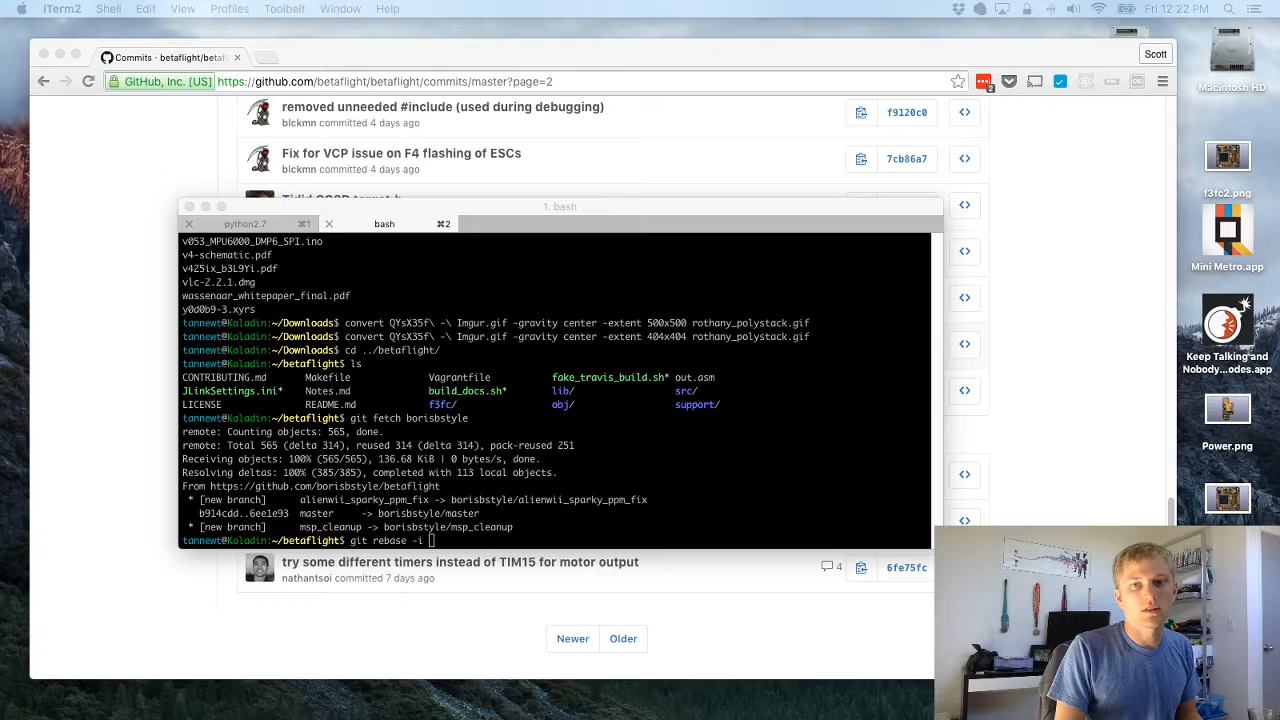 iTerm2 Shell Edit View Profiles Toolbelt Window Help
Fri 12:22 PM
Commits · betaflight/betaf
Scott
GitHub, Inc. [US] https://github.com/betaflight/betaflight/commits/master?page=2
Macintosh HD
removed unneeded #include (used during debugging)
blckmn committed 4 days ago
f9120c0
Fix for VCP issue on F4 flashing of ESCs
blckmn committed 4 days ago
7cb86a7
f3fc2.png
1. bash
python2.7 ⌘1
bash ⌘2
v053_MPU6000_DMP6_SPI.ino
v4-schematic.pdf
v4Z5ix_b3L9Yi.pdf
vlc-2.2.1.dmg
wassenaar_whitepaper_final.pdf
y0d0b9-3.xyrs
tannewt@Kaladin:~/Downloads$ convert QYsX35f\ -\ Imgur.gif -gravity center -extent 500x500 rothany_polystack.gif
tannewt@Kaladin:~/Downloads$ convert QYsX35f\ -\ Imgur.gif -gravity center -extent 404x404 rothany_polystack.gif
tannewt@Kaladin:~/Downloads$ cd ../betaflight/
tannewt@Kaladin:~/betaflight$ ls
CONTRIBUTING.md Makefile Vagrantfile fake_travis_build.sh* out.asm
JLinkSettings.ini* Notes.md build_docs.sh* lib/ src/
LICENSE README.md f3fc/ obj/ support/
tannewt@Kaladin:~/betaflight$ git fetch borisbstyle
remote: Counting objects: 565, done.
remote: Total 565 (delta 314), reused 314 (delta 314), pack-reused 251
Receiving objects: 100% (565/565), 136.68 KiB | 0 bytes/s, done.
Resolving deltas: 100% (385/385), completed with 113 local objects.
From https://github.com/borisbstyle/betaflight
* [new branch] alienwii_sparky_ppm_fix -> borisbstyle/alienwii_sparky_ppm_fix
b914cdd..6ee1e93 master -> borisbstyle/master
* [new branch] msp_cleanup -> borisbstyle/msp_cleanup
tannewt@Kaladin:~/betaflight$ git rebase -i
Mini Metro.app
Keep Talking and
Nobody...odes.app
Power.png
try some different timers instead of TIM15 for motor output
nathantsoi committed 7 days ago
4
6fe75fc
Newer
Older